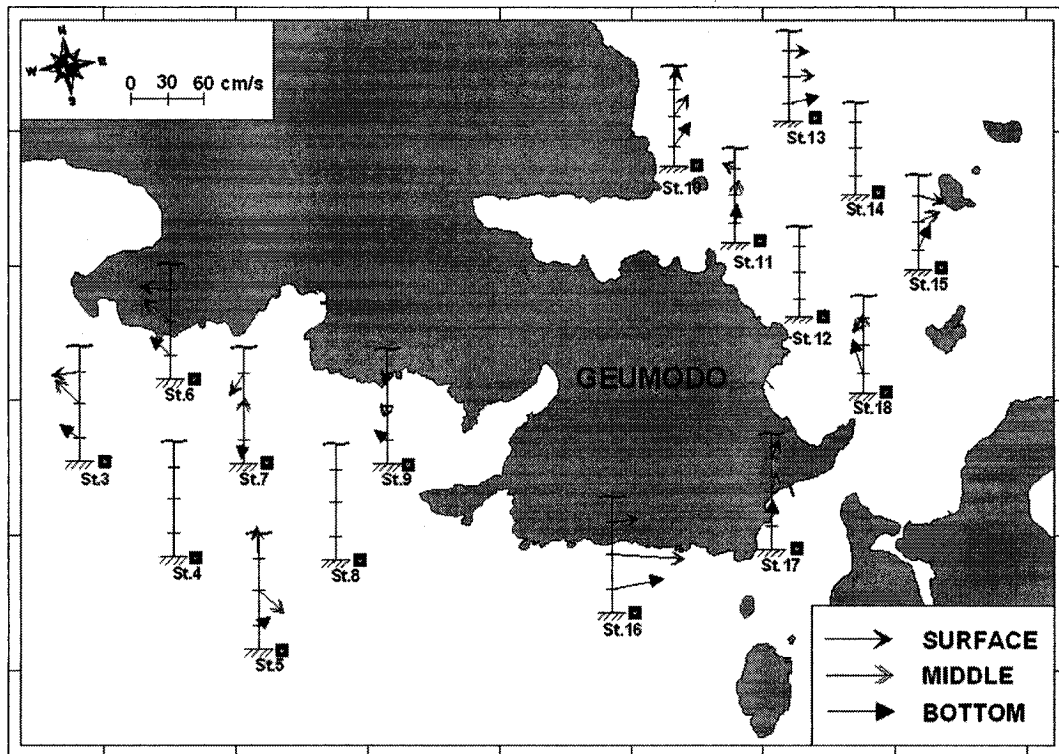 N
W E
S
0 30 60 cm/s
St.13
St.10
St.14
St.11
St.15
St.12
GEUMODO
St.6
St.18
St.3
St.7
St.9
St.17
St.4
St.8
St.16
St.5
SURFACE
MIDDLE
BOTTOM